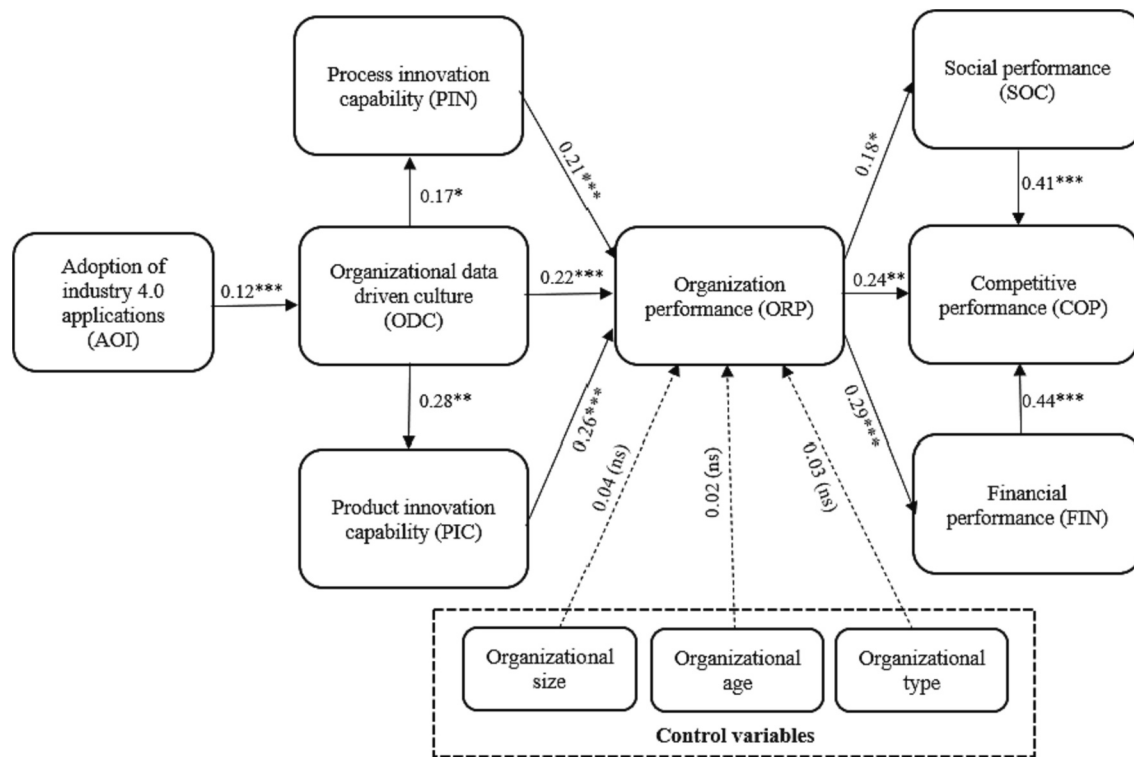 Process innovation
capability (PIN)
Social performance
(SOC)
0.21***
0.18*
0.17*
0.41***
Adoption of
industry 4.0
applications
(AOI)
0.12***
Organizational data
driven culture
(ODC)
0.22***
Organization
performance (ORP)
0.24**
Competitive
performance (COP)
0.28**
0.26***
0.29***
0.44***
Product innovation
capability (PIC)
0.04 (ns)
0.02 (ns)
0.03 (ns)
Financial
performance (FIN)
Organizational
size
Organizational
age
Organizational
type
Control variables